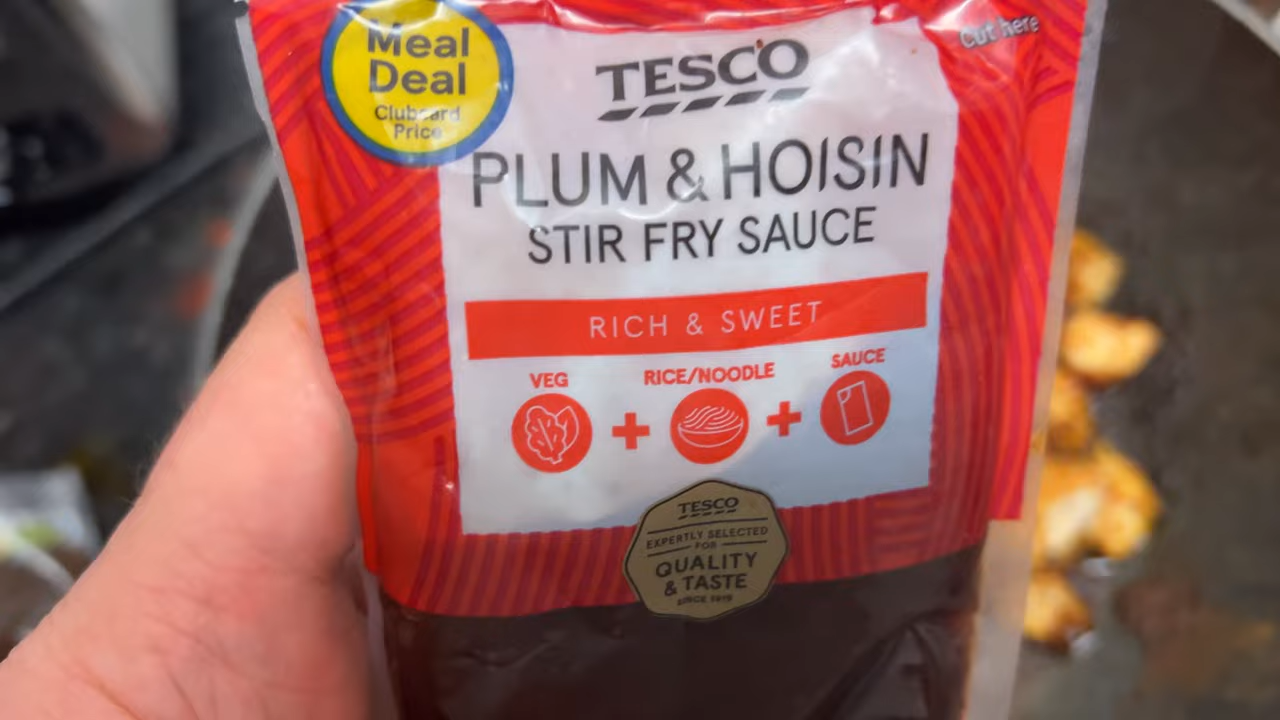 Meal
Deal
Clubcard
Price
Cut here
TESCO
PLUM & HOISIN
STIR FRY SAUCE
RICH & SWEET
VEG
RICE/NOODLE
SAUCE
TESCO
EXPERTLY SELECTED
FOR
QUALITY
& TASTE
SINCE 1919